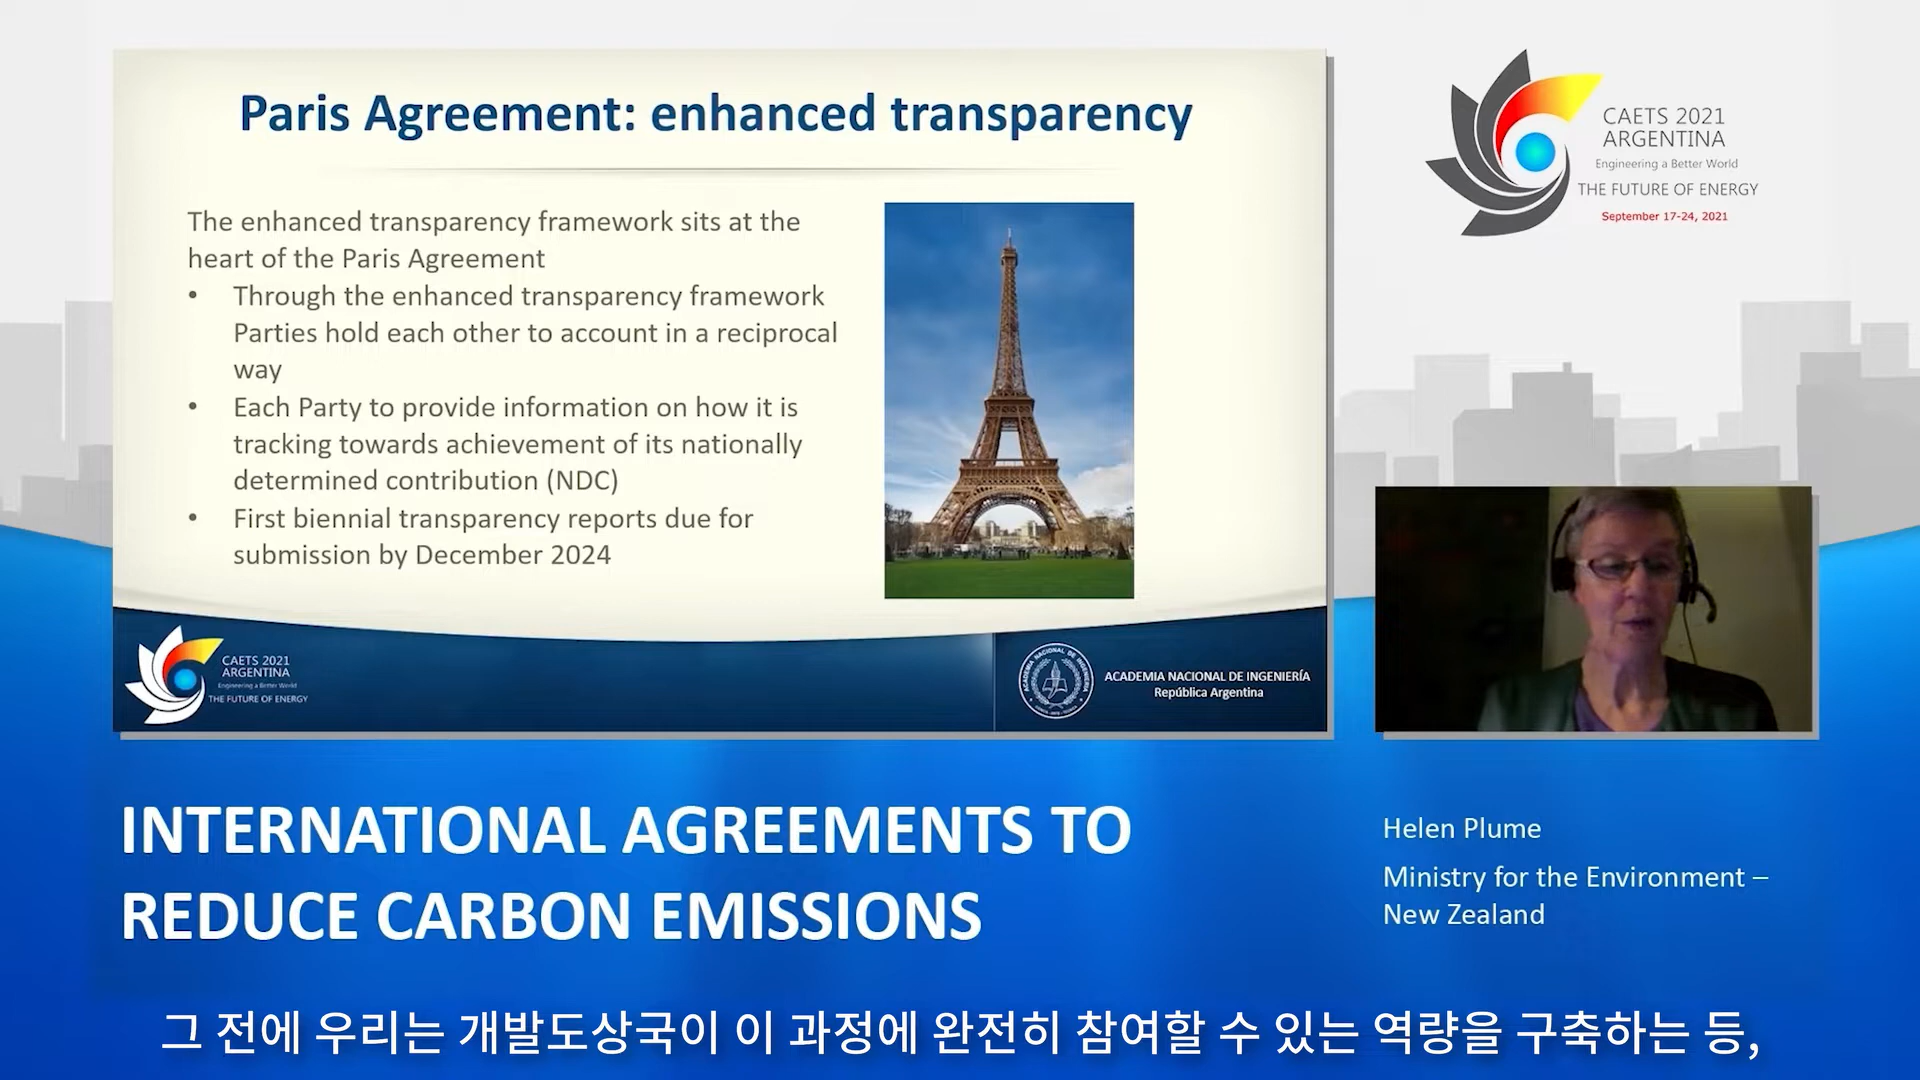 Paris Agreement: enhanced transparency
The enhanced transparency framework sits at the
heart of the Paris Agreement
• Through the enhanced transparency framework
Parties hold each other to account in a reciprocal
way
• Each Party to provide information on how it is
tracking towards achievement of its nationally
determined contribution (NDC)
• First biennial transparency reports due for
submission by December 2024
CAETS 2021
ARGENTINA
Engineering a Better World
THE FUTURE OF ENERGY
ACADEMIA NACIONAL DE INGENIERÍA
República Argentina
CAETS 2021
ARGENTINA
Engineering a Better World
THE FUTURE OF ENERGY
September 17-24, 2021
INTERNATIONAL AGREEMENTS TO
REDUCE CARBON EMISSIONS
Helen Plume
Ministry for the Environment –
New Zealand
그 전에 우리는 개발도상국이 이 과정에 완전히 참여할 수 있는 역량을 구축하는 등,